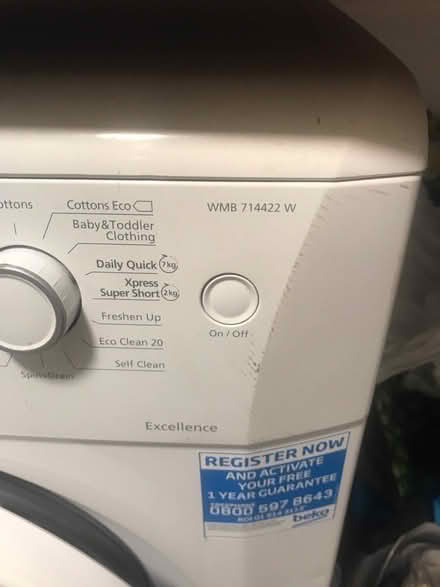 ottons
Cottons Eco
WMB 714422 W
Baby&Toddler
Clothing
Daily Quick 7kg
Xpress
Super Short 2kg
Freshen Up
On / Off
Eco Clean 20
Self Clean
Spin+Drain
Excellence
REGISTER NOW
AND ACTIVATE
YOUR FREE
1 YEAR GUARANTEE
0800 597 8643
beko